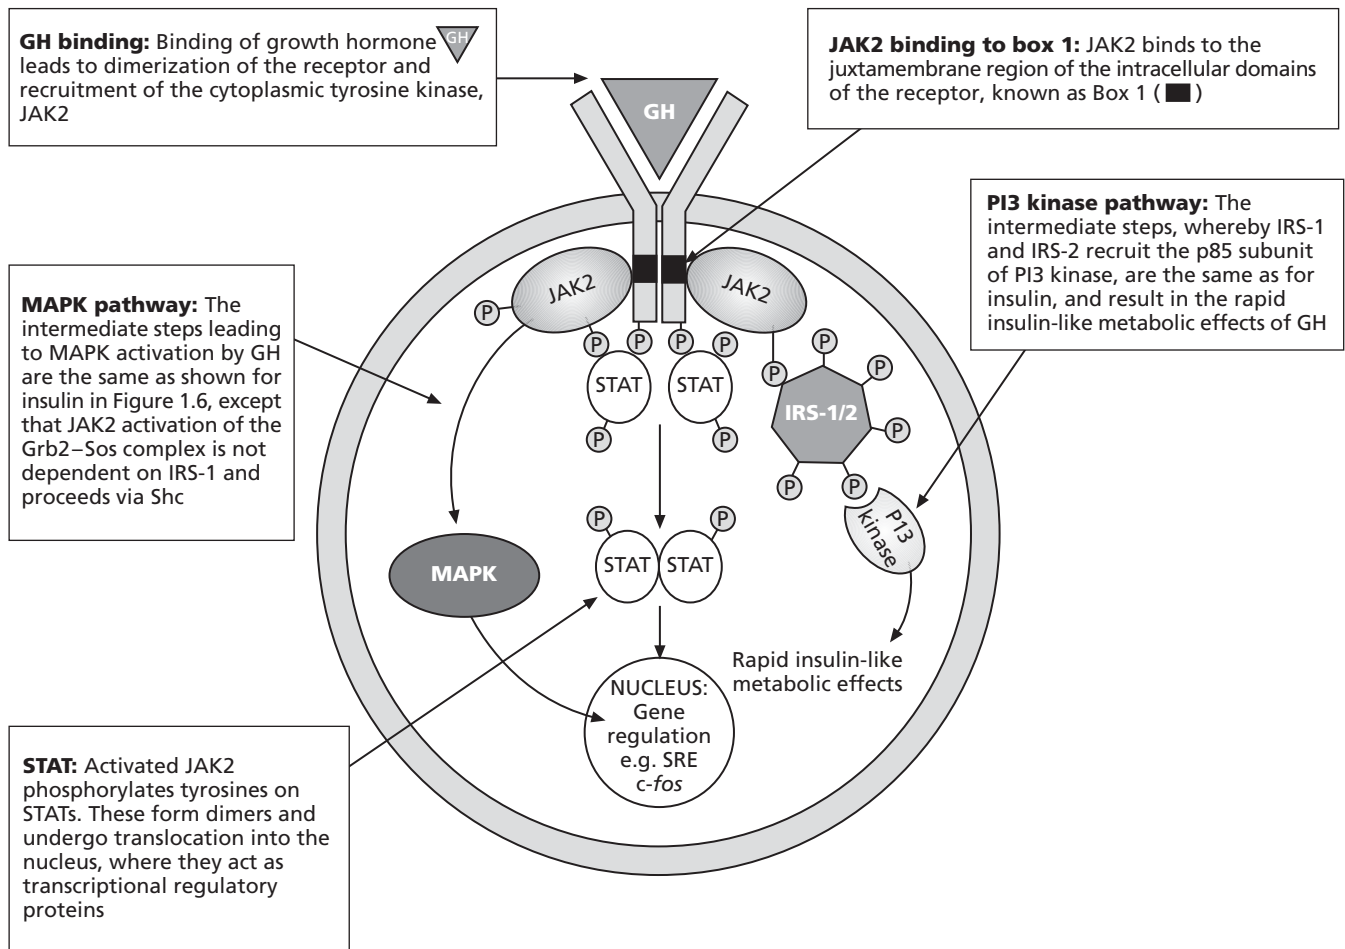 GH binding: Binding of growth hormone GH
leads to dimerization of the receptor and
recruitment of the cytoplasmic tyrosine kinase,
JAK2
JAK2 binding to box 1: JAK2 binds to the
juxtamembrane region of the intracellular domains
of the receptor, known as Box 1 ( )
GH
PI3 kinase pathway: The
intermediate steps, whereby IRS-1
and IRS-2 recruit the p85 subunit
of PI3 kinase, are the same as for
insulin, and result in the rapid
insulin-like metabolic effects of GH
MAPK pathway: The
intermediate steps leading
to MAPK activation by GH
are the same as shown for
insulin in Figure 1.6, except
that JAK2 activation of the
Grb2–Sos complex is not
dependent on IRS-1 and
proceeds via Shc
JAK2
JAK2
P
P
P
P
P
P
P
P
STAT
STAT
P
P
IRS-1/2
P
P
P
P
P13
kinase
P
P
STAT
STAT
MAPK
Rapid insulin-like
metabolic effects
NUCLEUS:
Gene
regulation
e.g. SRE
c-fos
STAT: Activated JAK2
phosphorylates tyrosines on
STATs. These form dimers and
undergo translocation into the
nucleus, where they act as
transcriptional regulatory
proteins